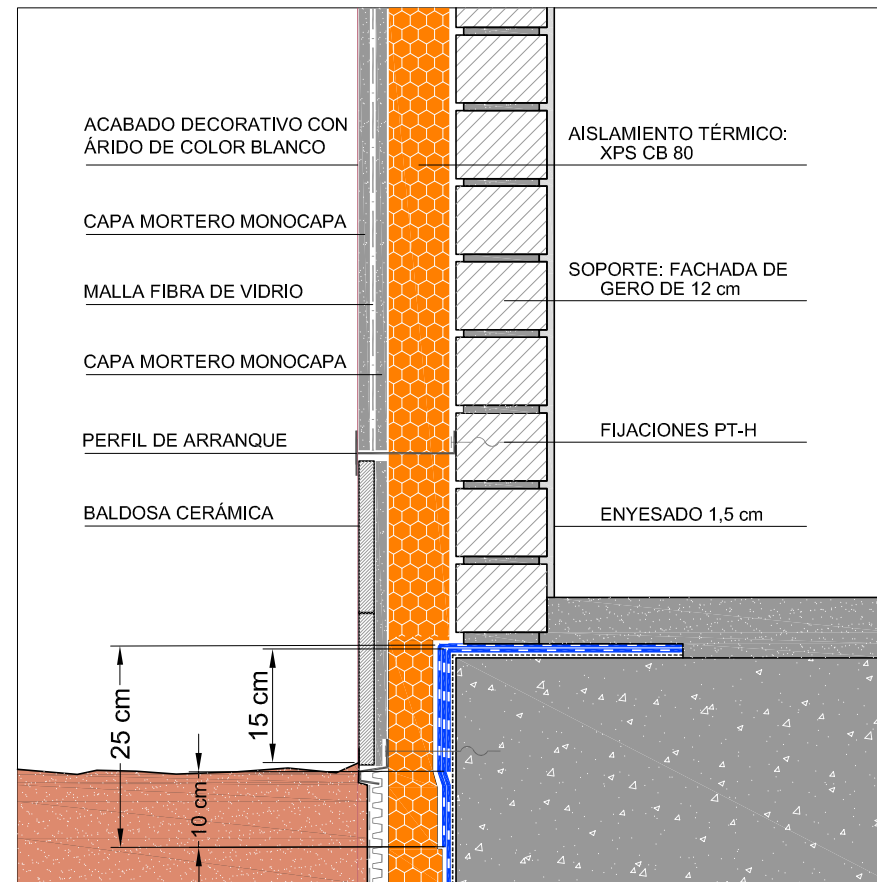 ACABADO DECORATIVO CON
ÁRIDO DE COLOR BLANCO
CAPA MORTERO MONOCAPA
MALLA FIBRA DE VIDRIO
CAPA MORTERO MONOCAPA
PERFIL DE ARRANQUE
BALDOSA CERÁMICA
AISLAMIENTO TÉRMICO:
XPS CB 80
SOPORTE: FACHADA DE
GERO DE 12 cm
FIJACIONES PT-H
ENYESADO 1,5 cm
25 cm
15 cm
10 cm